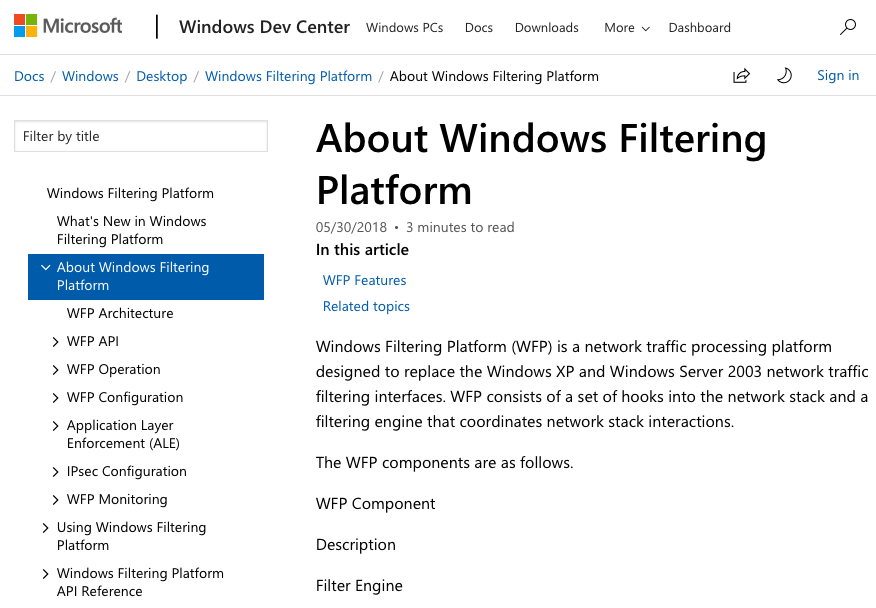 Microsoft
Windows Dev Center
Windows PCs
Docs
Downloads
More
Dashboard
Docs / Windows / Desktop / Windows Filtering Platform / About Windows Filtering Platform
Sign in
Filter by title
Windows Filtering Platform
What's New in Windows
Filtering Platform
About Windows Filtering
Platform
WFP Architecture
WFP API
WFP Operation
WFP Configuration
Application Layer
Enforcement (ALE)
IPsec Configuration
WFP Monitoring
Using Windows Filtering
Platform
Windows Filtering Platform
API Reference
About Windows Filtering
Platform
05/30/2018 • 3 minutes to read
In this article
WFP Features
Related topics
Windows Filtering Platform (WFP) is a network traffic processing platform
designed to replace the Windows XP and Windows Server 2003 network traffic
filtering interfaces. WFP consists of a set of hooks into the network stack and a
filtering engine that coordinates network stack interactions.
The WFP components are as follows.
WFP Component
Description
Filter Engine